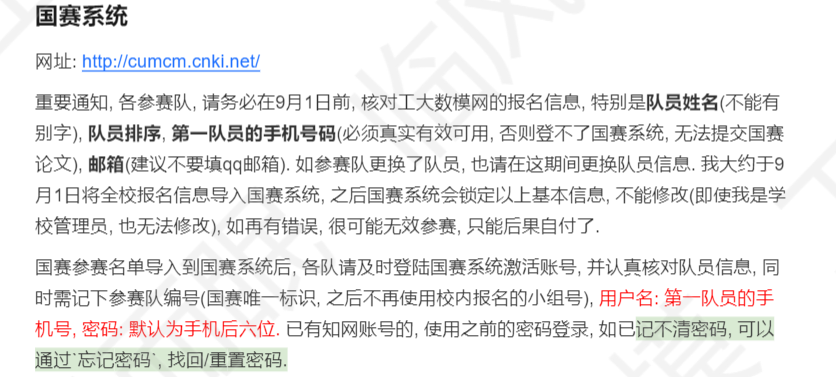 国赛系统
网址: http://cumcm.cnki.net/
重要通知, 各参赛队, 请务必在9月1日前, 核对工大数模网的报名信息, 特别是队员姓名(不能有
别字), 队员排序, 第一队员的手机号码(必须真实有效可用, 否则登不了国赛系统, 无法提交国赛
论文), 邮箱(建议不要填qq邮箱). 如参赛队更换了队员, 也请在这期间更换队员信息. 我大约于9
月1日将全校报名信息导入国赛系统, 之后国赛系统会锁定以上基本信息, 不能修改(即使我是学
校管理员, 也无法修改), 如再有错误, 很可能无效参赛, 只能后果自付了.
国赛参赛名单导入到国赛系统后, 各队请及时登陆国赛系统激活账号, 并认真核对队员信息, 同
时需记下参赛队编号(国赛唯一标识, 之后不再使用校内报名的小组号), 用户名: 第一队员的手
机号, 密码: 默认为手机后六位. 已有知网账号的, 使用之前的密码登录, 如已记不清密码, 可以
通过`忘记密码`, 找回/重置密码.